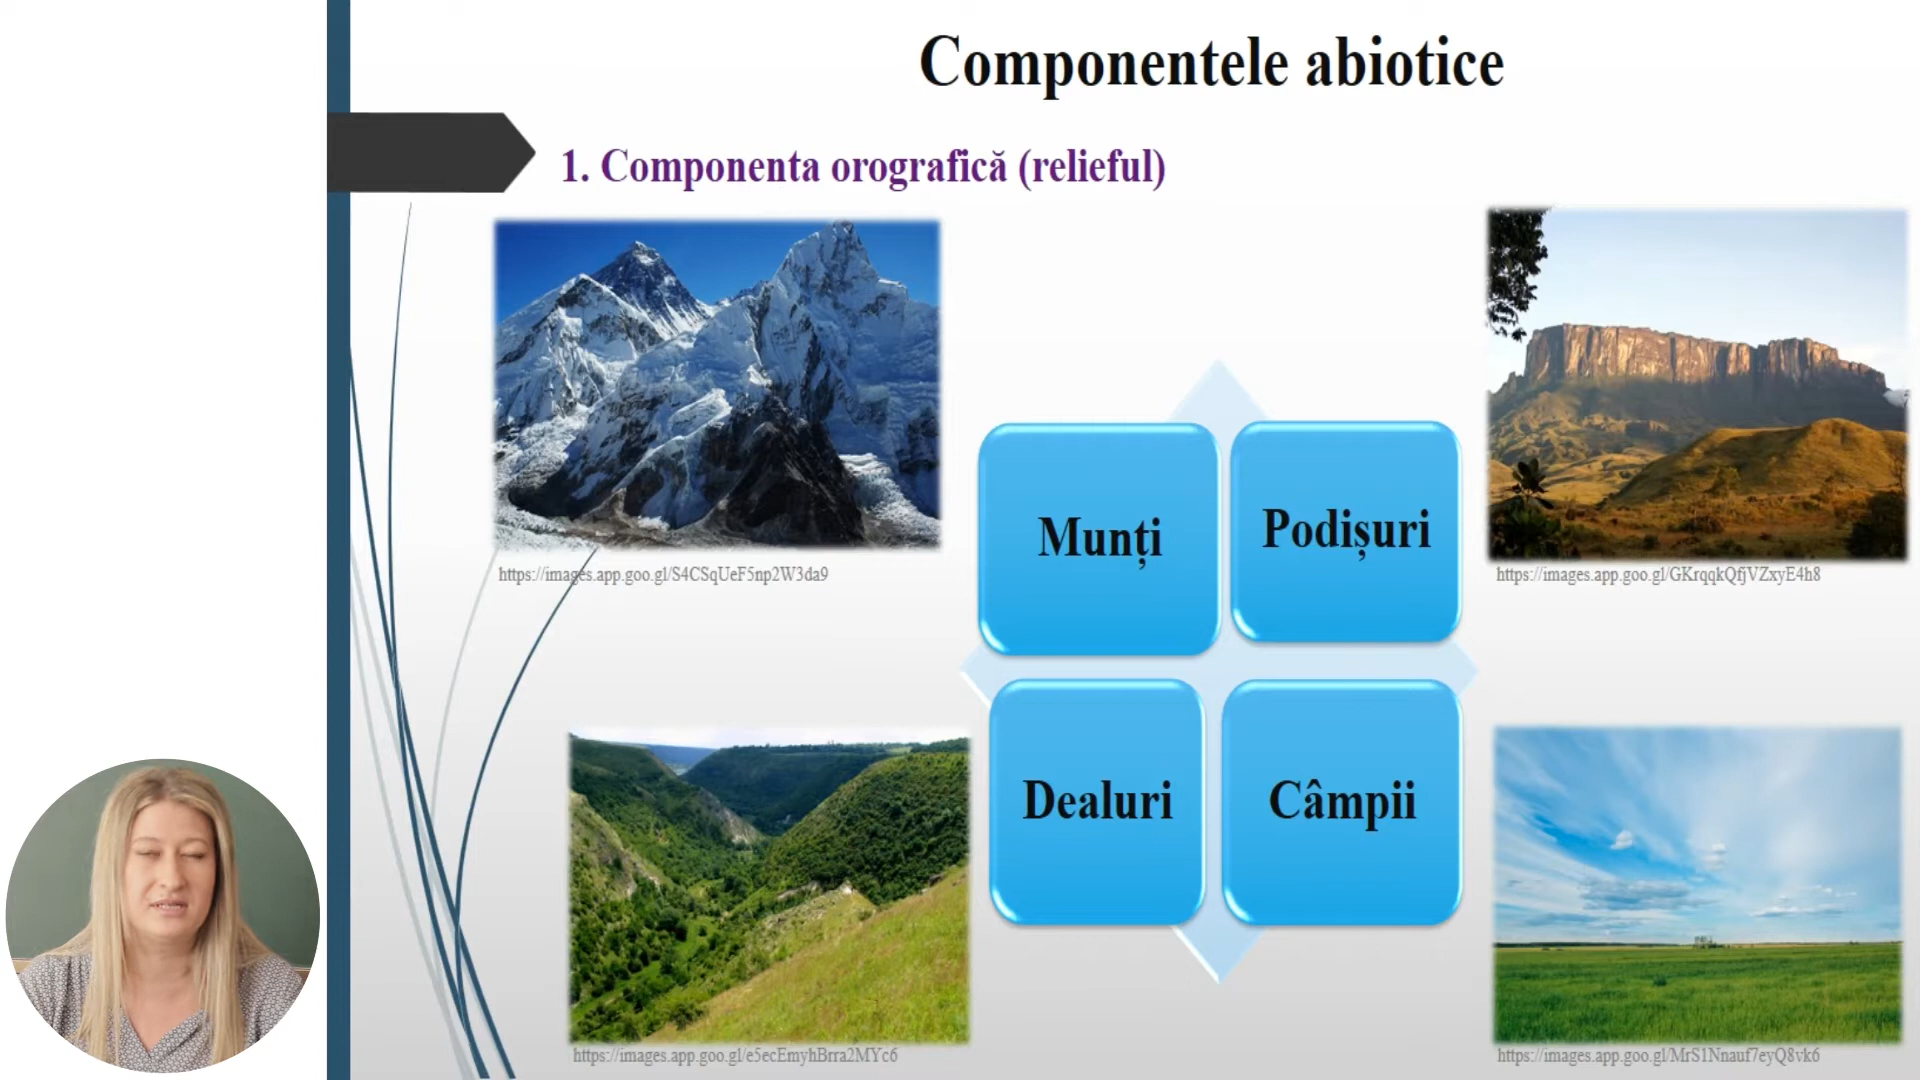 Componentele abiotice
1. Componenta orografică (relieful)
https://images.app.goo.gl/S4CSqUeF5np2W3da9
https://images.app.goo.gl/GKrqqkQfjVZxyE4h8
Munți
Podișuri
Dealuri
Câmpii
https://images.app.goo.gl/e5ecEmyhBrra2MYc6
https://images.app.goo.gl/MrS1Nnauf7eyQ8vk6